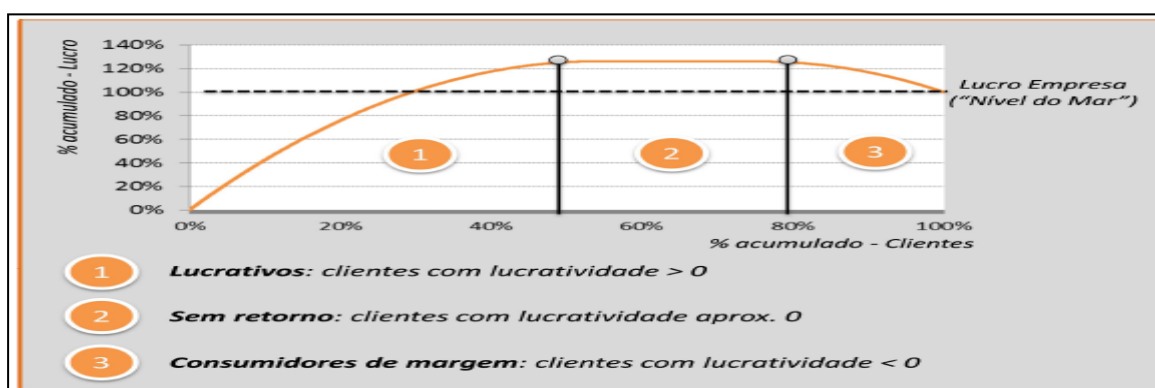 % acumulado - Lucro
140%
120%
100%
80%
60%
40%
20%
0%
Lucro Empresa
("Nível do Mar")
1
2
3
0%
20%
40%
60%
80%
100%
% acumulado - Clientes
1 Lucrativos: clientes com lucratividade > 0
2 Sem retorno: clientes com lucratividade aprox. 0
3 Consumidores de margem: clientes com lucratividade < 0